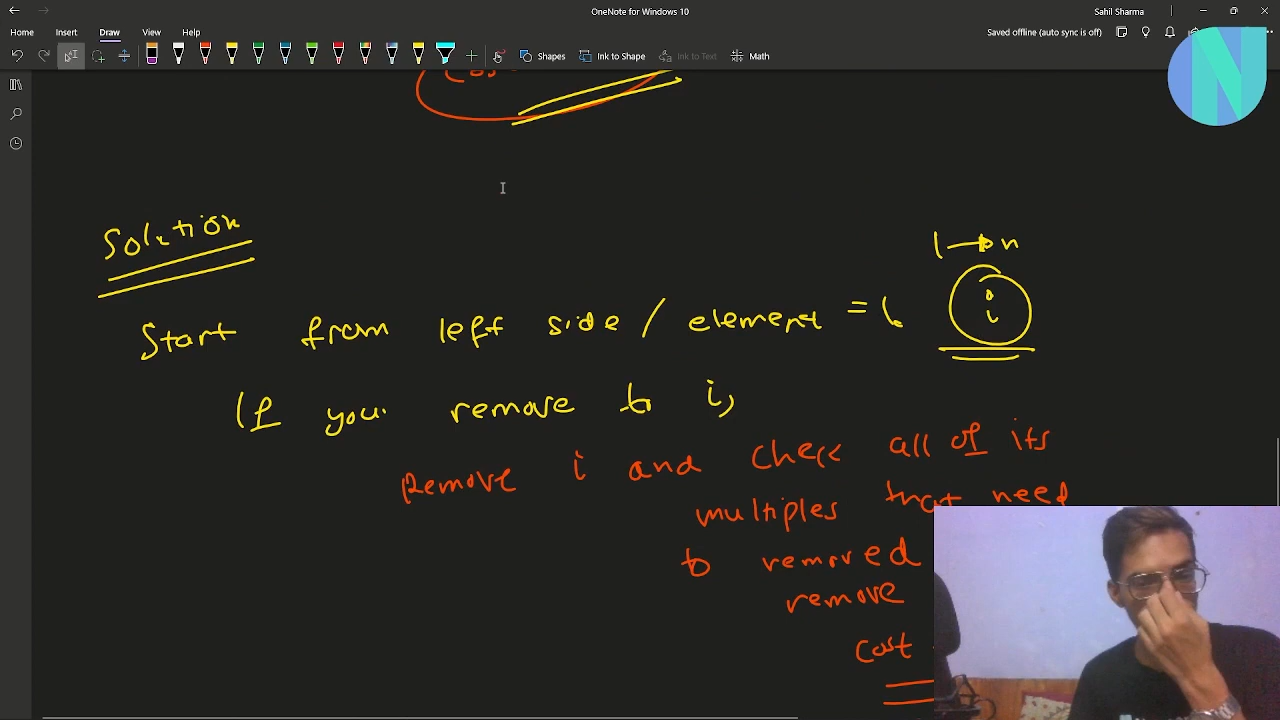 OneNote for Windows 10
Sahil Sharma
Home Insert Draw View Help
Saved offline (auto sync is off)
Shapes Ink to Shape Ink to Text Math
Solution
1 → n
Start from left side / element = 1
i
If you remove to i,
Remove i and check all of its
multiples that need
to removed
remove
cost